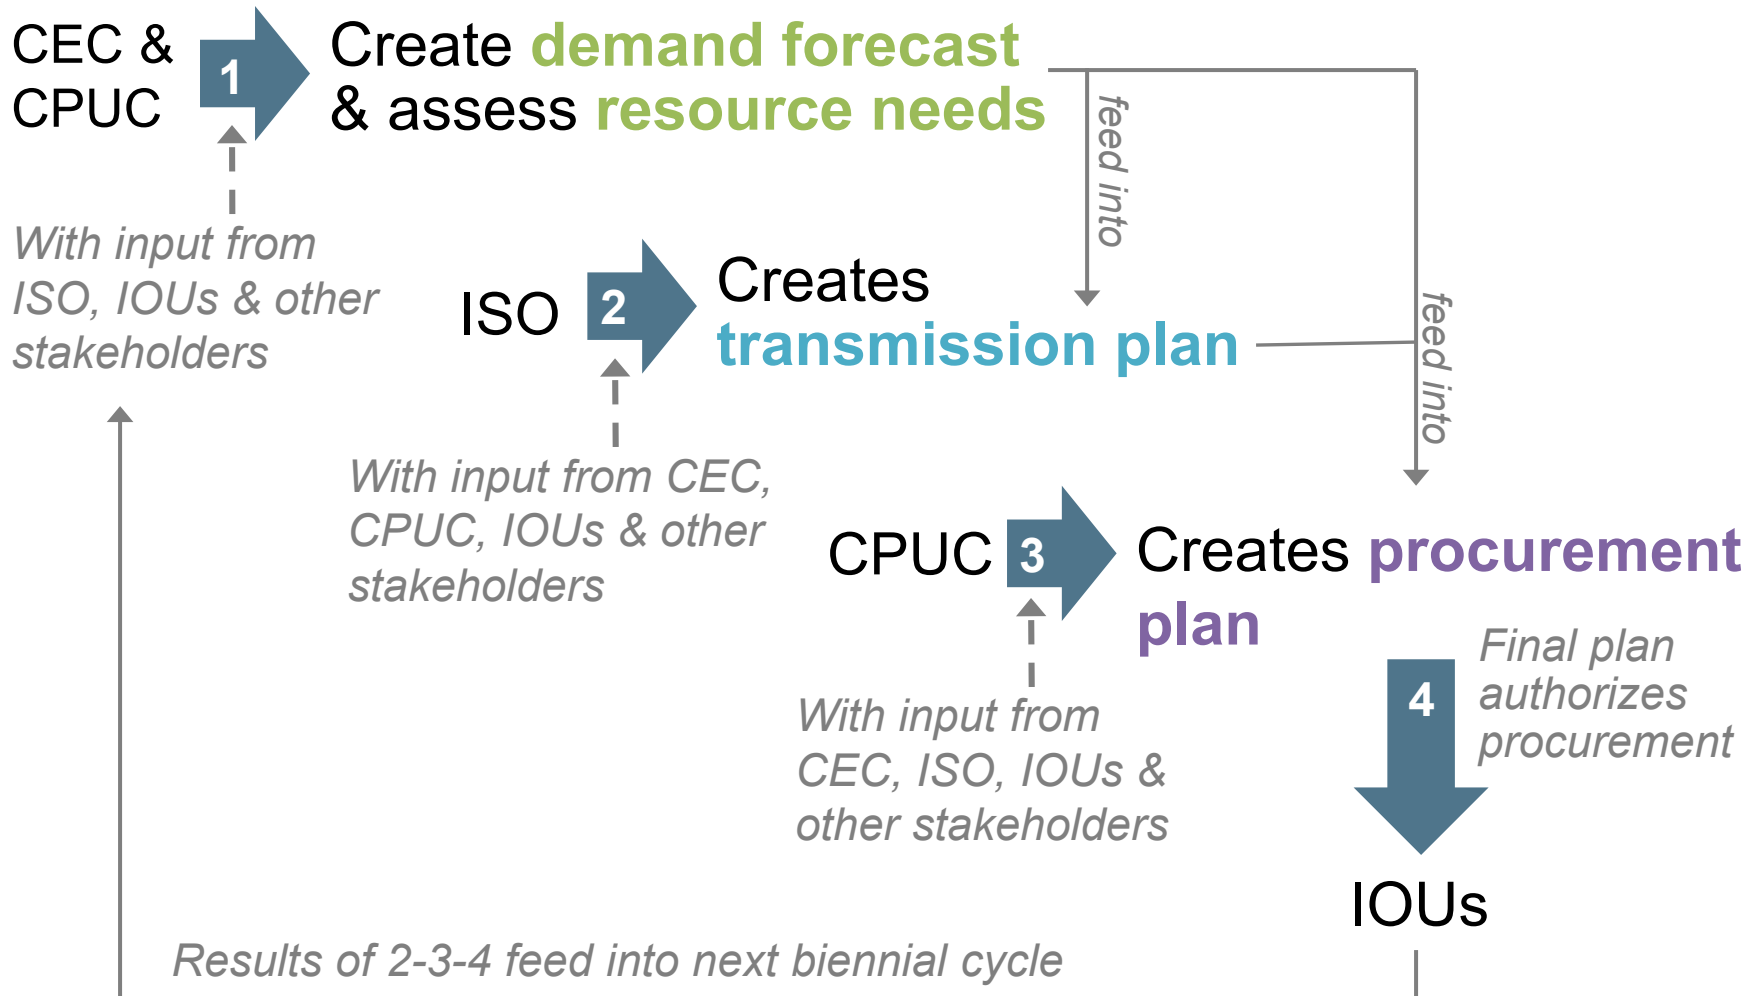 CEC &
CPUC
1
Create demand forecast
& assess resource needs
feed into
With input from
ISO, IOUs & other
stakeholders
ISO
2
Creates
transmission plan
feed into
With input from CEC,
CPUC, IOUs & other
stakeholders
CPUC
3
Creates procurement
plan
With input from
CEC, ISO, IOUs &
other stakeholders
4
Final plan
authorizes
procurement
IOUs
Results of 2-3-4 feed into next biennial cycle